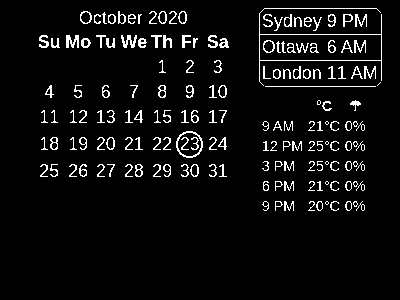 October 2020
Su Mo Tu We Th Fr Sa
1 2 3
4 5 6 7 8 9 10
11 12 13 14 15 16 17
18 19 20 21 22 23 24
25 26 27 28 29 30 31
Sydney 9 PM
Ottawa 6 AM
London 11 AM
°C ☂
9 AM 21°C 0%
12 PM 25°C 0%
3 PM 25°C 0%
6 PM 21°C 0%
9 PM 20°C 0%